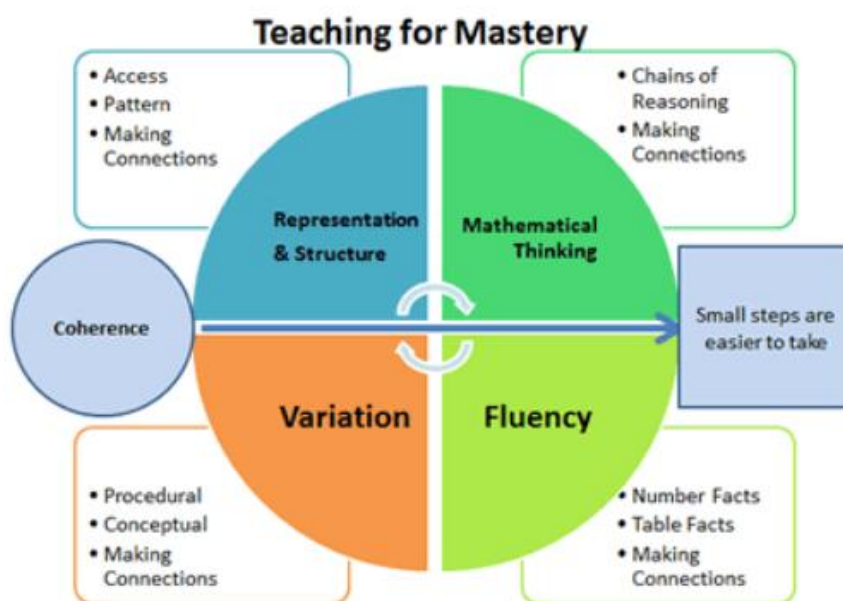 Teaching for Mastery
• Access
• Pattern
• Making
Connections
• Chains of
Reasoning
• Making
Connections
Representation
& Structure
Mathematical
Thinking
Coherence
Small steps are
easier to take
Variation
Fluency
• Procedural
• Conceptual
• Making
Connections
• Number Facts
• Table Facts
• Making
Connections